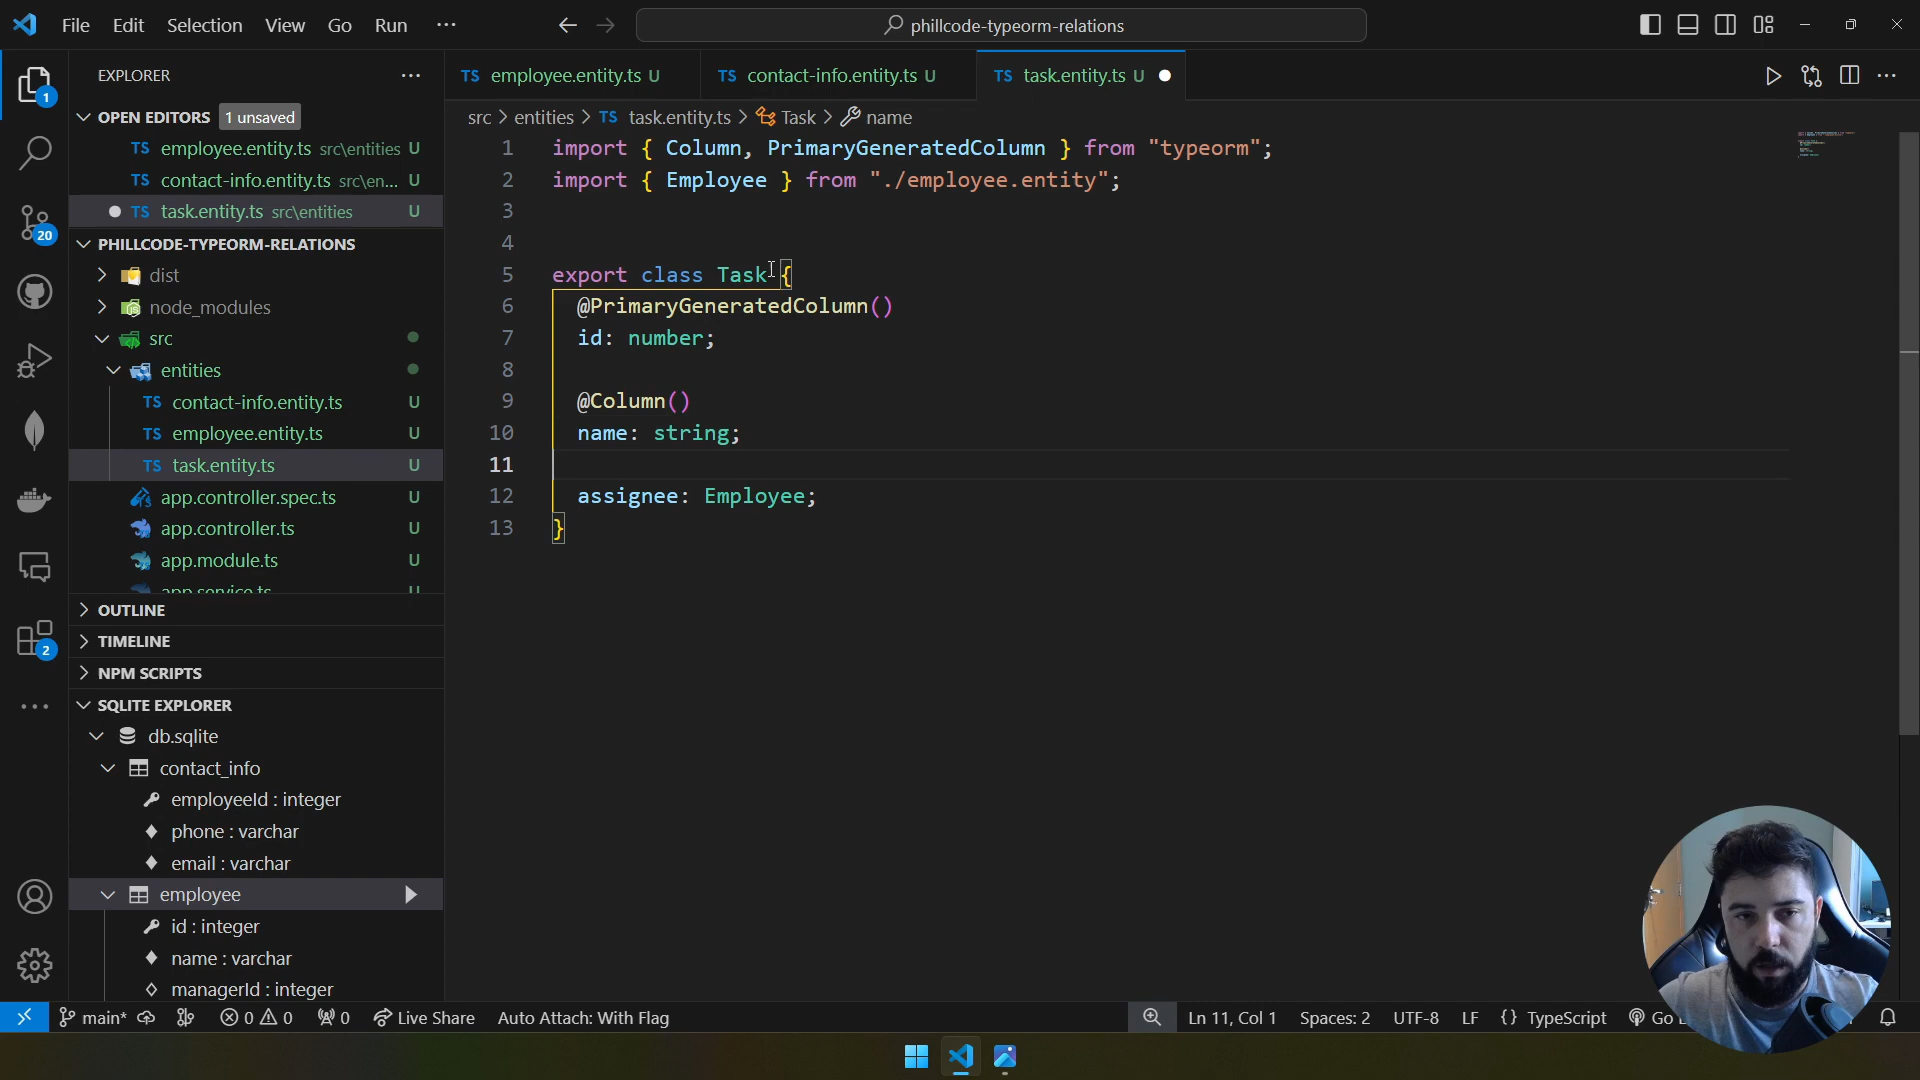 File Edit Selection View Go Run
phillcode-typeorm-relations
EXPLORER
OPEN EDITORS 1 unsaved
TS employee.entity.ts src\entities U
TS contact-info.entity.ts src\en... U
TS task.entity.ts src\entities U
PHILLCODE-TYPEORM-RELATIONS
dist
node_modules
src
entities
TS contact-info.entity.ts U
TS employee.entity.ts U
TS task.entity.ts U
app.controller.spec.ts U
app.controller.ts U
app.module.ts U
app.service.ts U
OUTLINE
TIMELINE
NPM SCRIPTS
SQLITE EXPLORER
db.sqlite
contact_info
employeeId : integer
phone : varchar
email : varchar
employee
id : integer
name : varchar
managerId : integer
1
20
2
TS employee.entity.ts U
TS contact-info.entity.ts U
TS task.entity.ts U
src > entities > TS task.entity.ts > Task > name
1 import { Column, PrimaryGeneratedColumn } from "typeorm";
2 import { Employee } from "./employee.entity";
3
4
5 export class Task {
6 @PrimaryGeneratedColumn()
7 id: number;
8
9 @Column()
10 name: string;
11
12 assignee: Employee;
13 }
main* 0 0 0 Live Share Auto Attach: With Flag Ln 11, Col 1 Spaces: 2 UTF-8 LF {} TypeScript Go